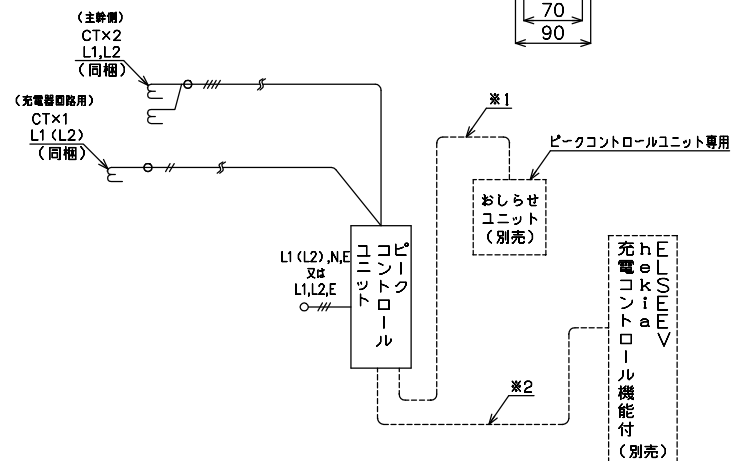 70
90
（主幹側）
CT×2
L1,L2
（同梱）
（充電器回路用）
CT×1
L1（L2）
（同梱）
※1
ピークコントロールユニット専用
おしらせ
ユニット
（別売）
L1（L2）,N,E
又は
L1,L2,E
ピーク
コントロール
ユニット
※2
ELSEEV
hekia
充電コントロール機能付
（別売）